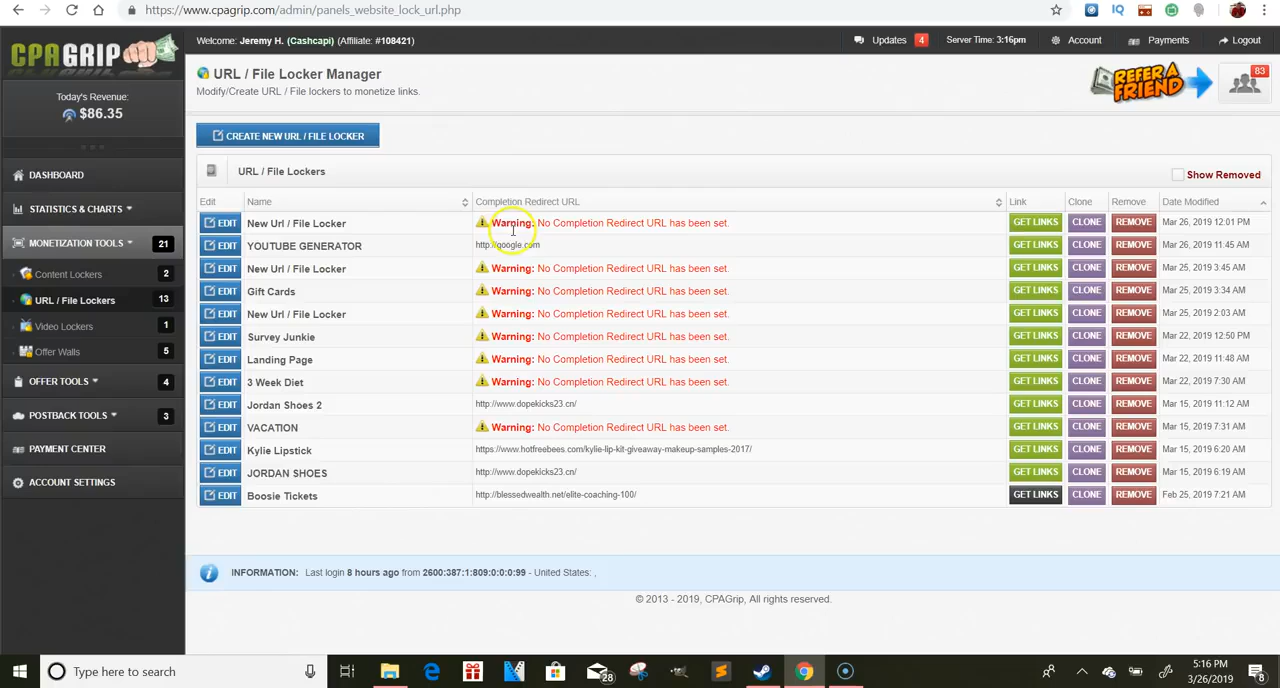 https://www.cpagrip.com/admin/panels_website_lock_url.php
IQ
CPAGRIP
Welcome: Jeremy H. (Cashcapi) (Affiliate: #108421)
Updates 4 Server Time: 3:16pm Account Payments Logout
Today's Revenue:
$86.35
URL / File Locker Manager
Modify/Create URL / File lockers to monetize links.
REFER A FRIEND
83
CREATE NEW URL / FILE LOCKER
URL / File Lockers
Show Removed
DASHBOARD
STATISTICS & CHARTS
MONETIZATION TOOLS 21
Content Lockers 2
URL / File Lockers 13
Video Lockers 1
Offer Walls 5
OFFER TOOLS 4
POSTBACK TOOLS 3
PAYMENT CENTER
ACCOUNT SETTINGS
Edit Name Completion Redirect URL Link Clone Remove Date Modified
EDIT New Url / File Locker Warning: No Completion Redirect URL has been set. GET LINKS CLONE REMOVE Mar 26, 2019 12.01 PM
EDIT YOUTUBE GENERATOR http://google.com GET LINKS CLONE REMOVE Mar 26, 2019 11.45 AM
EDIT New Url / File Locker Warning: No Completion Redirect URL has been set. GET LINKS CLONE REMOVE Mar 25, 2019 3:45 AM
EDIT Gift Cards Warning: No Completion Redirect URL has been set. GET LINKS CLONE REMOVE Mar 25, 2019 3:34 AM
EDIT New Url / File Locker Warning: No Completion Redirect URL has been set. GET LINKS CLONE REMOVE Mar 25, 2019 2:03 AM
EDIT Survey Junkie Warning: No Completion Redirect URL has been set. GET LINKS CLONE REMOVE Mar 22, 2019 12:50 PM
EDIT Landing Page Warning: No Completion Redirect URL has been set. GET LINKS CLONE REMOVE Mar 22, 2019 11:48 AM
EDIT 3 Week Diet Warning: No Completion Redirect URL has been set. GET LINKS CLONE REMOVE Mar 22, 2019 7:30 AM
EDIT Jordan Shoes 2 http://www.dopekicks23.cn/ GET LINKS CLONE REMOVE Mar 15, 2019 11:12 AM
EDIT VACATION Warning: No Completion Redirect URL has been set. GET LINKS CLONE REMOVE Mar 15, 2019 7:31 AM
EDIT Kylie Lipstick https://www.hotfreebees.com/kylie-lip-kit-giveaway-makeup-samples-2017/ GET LINKS CLONE REMOVE Mar 15, 2019 6:20 AM
EDIT JORDAN SHOES http://www.dopekicks23.cn/ GET LINKS CLONE REMOVE Mar 15, 2019 6:19 AM
EDIT Boosie Tickets http://blessedwealth.net/elite-coaching-100/ GET LINKS CLONE REMOVE Feb 25, 2019 7:21 AM
INFORMATION: Last login 8 hours ago from 2600:387:1:809:0:0:0:99 - United States: ,
© 2013 - 2019, CPAGrip, All rights reserved.
Type here to search
28
5:16 PM
3/26/2019
8